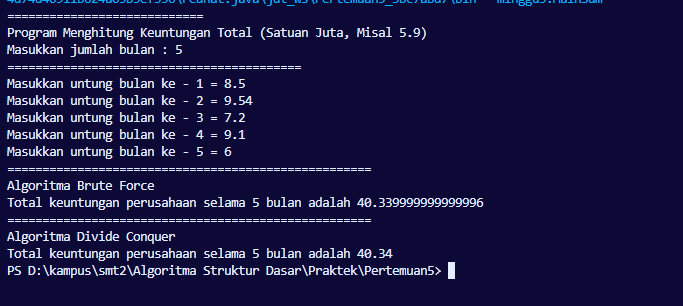 ============================
Program Menghitung Keuntungan Total (Satuan Juta, Misal 5.9)
Masukkan jumlah bulan : 5
==========================================
Masukkan untung bulan ke - 1 = 8.5
Masukkan untung bulan ke - 2 = 9.54
Masukkan untung bulan ke - 3 = 7.2
Masukkan untung bulan ke - 4 = 9.1
Masukkan untung bulan ke - 5 = 6
====================================================
Algoritma Brute Force
Total keuntungan perusahaan selama 5 bulan adalah 40.339999999999996
====================================================
Algoritma Divide Conquer
Total keuntungan perusahaan selama 5 bulan adalah 40.34
PS D:\kampus\smt2\Algoritma Struktur Dasar\Praktek\Pertemuan5>